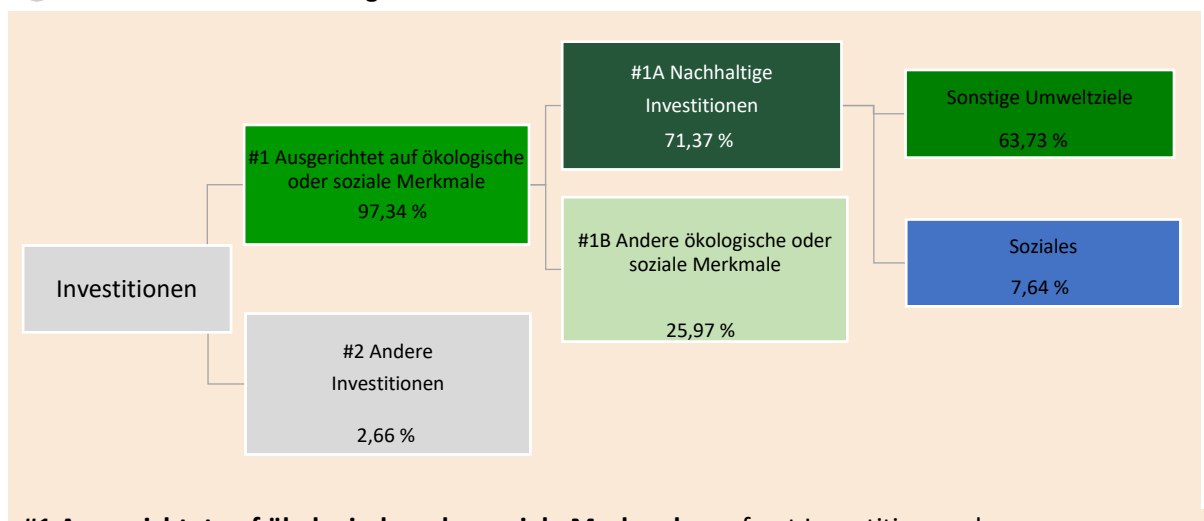 #1A Nachhaltige
Investitionen
71,37 %
Sonstige Umweltziele
63,73 %
#1 Ausgerichtet auf ökologische
oder soziale Merkmale
97,34 %
#1B Andere ökologische oder
soziale Merkmale
25,97 %
Soziales
7,64 %
Investitionen
#2 Andere
Investitionen
2,66 %